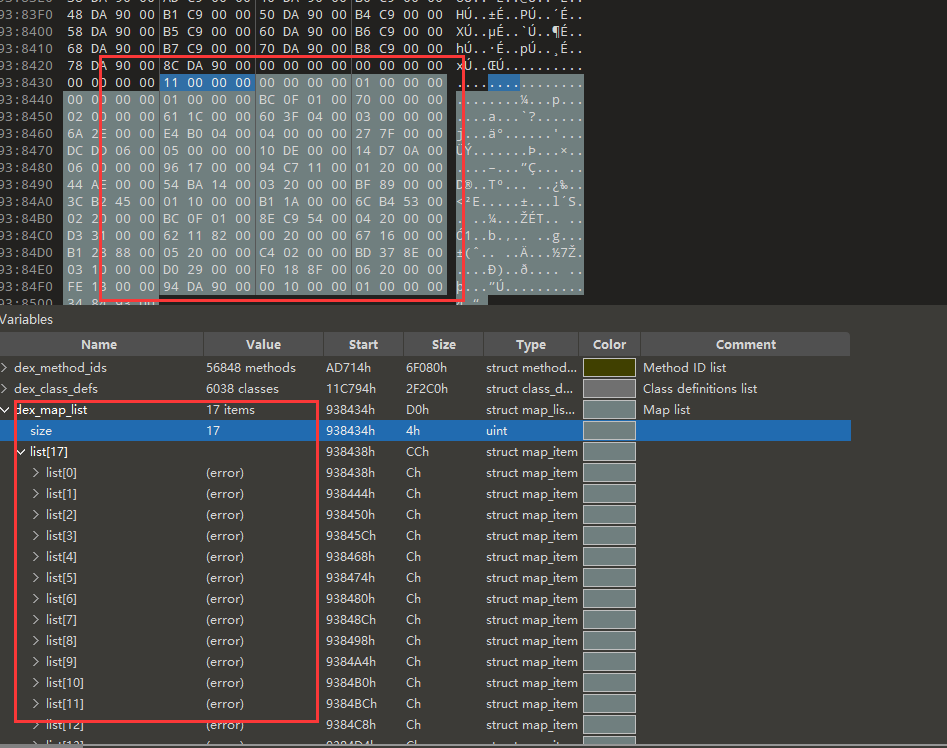 93:83F0 48 DA 90 00 B1 C9 00 00 50 DA 90 00 B4 C9 00 00 HÚ..±É..PÚ..´É..
93:8400 58 DA 90 00 B5 C9 00 00 60 DA 90 00 B6 C9 00 00 XÚ..µÉ..`Ú..¶É..
93:8410 68 DA 90 00 B7 C9 00 00 70 DA 90 00 B8 C9 00 00 hÚ..·É..pÚ..¸É..
93:8420 78 DA 90 00 8C DA 90 00 00 00 00 00 00 00 00 00 xÚ..ŒÚ..........
93:8430 00 00 00 00 11 00 00 00 00 00 00 00 01 00 00 00 ................
93:8440 00 00 00 00 01 00 00 00 BC 0F 01 00 70 00 00 00 ........¼...p...
93:8450 02 00 00 00 61 1C 00 00 60 3F 04 00 03 00 00 00 ....a...`?......
93:8460 6A 2E 00 00 E4 B0 04 00 04 00 00 00 27 7F 00 00 j...ä°......'...
93:8470 DC DD 06 00 05 00 00 00 10 DE 00 00 14 D7 0A 00 ÜÝ.......Þ...×..
93:8480 06 00 00 00 96 17 00 00 94 C7 11 00 01 20 00 00 ....–...”Ç... ..
93:8490 44 AE 00 00 54 BA 14 00 03 20 00 00 BF 89 00 00 D®..Tº... ..¿‰..
93:84A0 3C B2 45 00 01 10 00 00 B1 1A 00 00 6C B4 53 00 <²E.....±...l´S.
93:84B0 02 20 00 00 BC 0F 01 00 8E C9 54 00 04 20 00 00 . ..¼...ŽÉT.. ..
93:84C0 D3 31 00 00 62 11 82 00 00 20 00 00 67 16 00 00 Ó1..b.‚.. ..g...
93:84D0 B1 28 88 00 05 20 00 00 C4 02 00 00 BD 37 8E 00 ±(ˆ.. ..Ä...½7Ž.
93:84E0 03 10 00 00 D0 29 00 00 F0 18 8F 00 06 20 00 00 ....Ð)..ð.... ..
93:84F0 FE 13 00 00 94 DA 90 00 00 10 00 00 01 00 00 00 þ...”Ú..........
93:8500 34 84 93 00
Variables
Name Value Start Size Type Color Comment
dex_method_ids 56848 methods AD714h 6F080h struct method... Method ID list
dex_class_defs 6038 classes 11C794h 2F2C0h struct class_d... Class definitions list
dex_map_list 17 items 938434h D0h struct map_lis... Map list
size 17 938434h 4h uint
list[17] 938438h CCh struct map_item
list[0] (error) 938438h Ch struct map_item
list[1] (error) 938444h Ch struct map_item
list[2] (error) 938450h Ch struct map_item
list[3] (error) 93845Ch Ch struct map_item
list[4] (error) 938468h Ch struct map_item
list[5] (error) 938474h Ch struct map_item
list[6] (error) 938480h Ch struct map_item
list[7] (error) 93848Ch Ch struct map_item
list[8] (error) 938498h Ch struct map_item
list[9] (error) 9384A4h Ch struct map_item
list[10] (error) 9384B0h Ch struct map_item
list[11] (error) 9384BCh Ch struct map_item
list[12] (error) 9384C8h Ch struct map_item